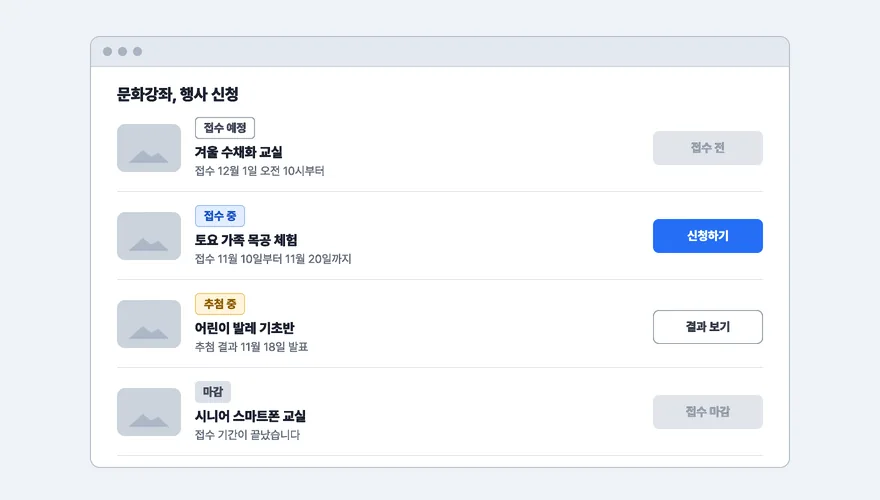 문화강좌, 행사 신청
접수 예정
겨울 수채화 교실
접수 12월 1일 오전 10시부터
접수 전
접수 중
토요 가족 목공 체험
접수 11월 10일부터 11월 20일까지
신청하기
추첨 중
어린이 발레 기초반
추첨 결과 11월 18일 발표
결과 보기
마감
시니어 스마트폰 교실
접수 기간이 끝났습니다
접수 마감